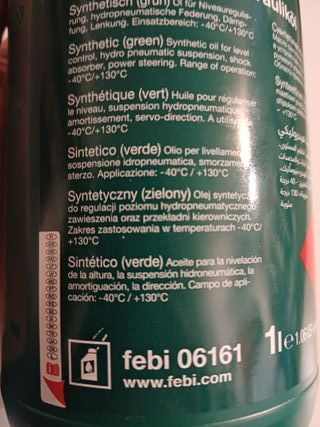 Synthetisch (grün) Öl für Niveauregulie-
rung, hydropneumatische Federung, Dämp-
fung, Lenkung. Einsatzbereich: -40°C/+130°C
Synthetic (green) Synthetic oil for level
control, hydro pneumatic suspension, shock
absorber, power steering. Range of operation:
-40°C/+130°C
Synthétique (vert) Huile pour régulariser
le niveau, suspension hydropneumatique,
amortissement, servo-direction. A utiliser:
-40°C/+130°C
Sintetico (verde) Olio per livellamento,
sospensione idropneumatica, smorzamento,
sterzo. Applicazione: -40°C / +130°C
Syntetyczny (zielony) Olej syntetyczny
do regulacji poziomu hydropneumatycznego
zawieszenia oraz przekładni kierowniczych.
Zakres zastosowania w temperaturach -40°C/
+130°C
Sintético (verde) Aceite para la nivelación
de la altura, la suspensión hidroneumática, la
amortiguación, la dirección. Campo de apli-
cación: -40°C / +130°C
febi 06161
www.febi.com
1l e